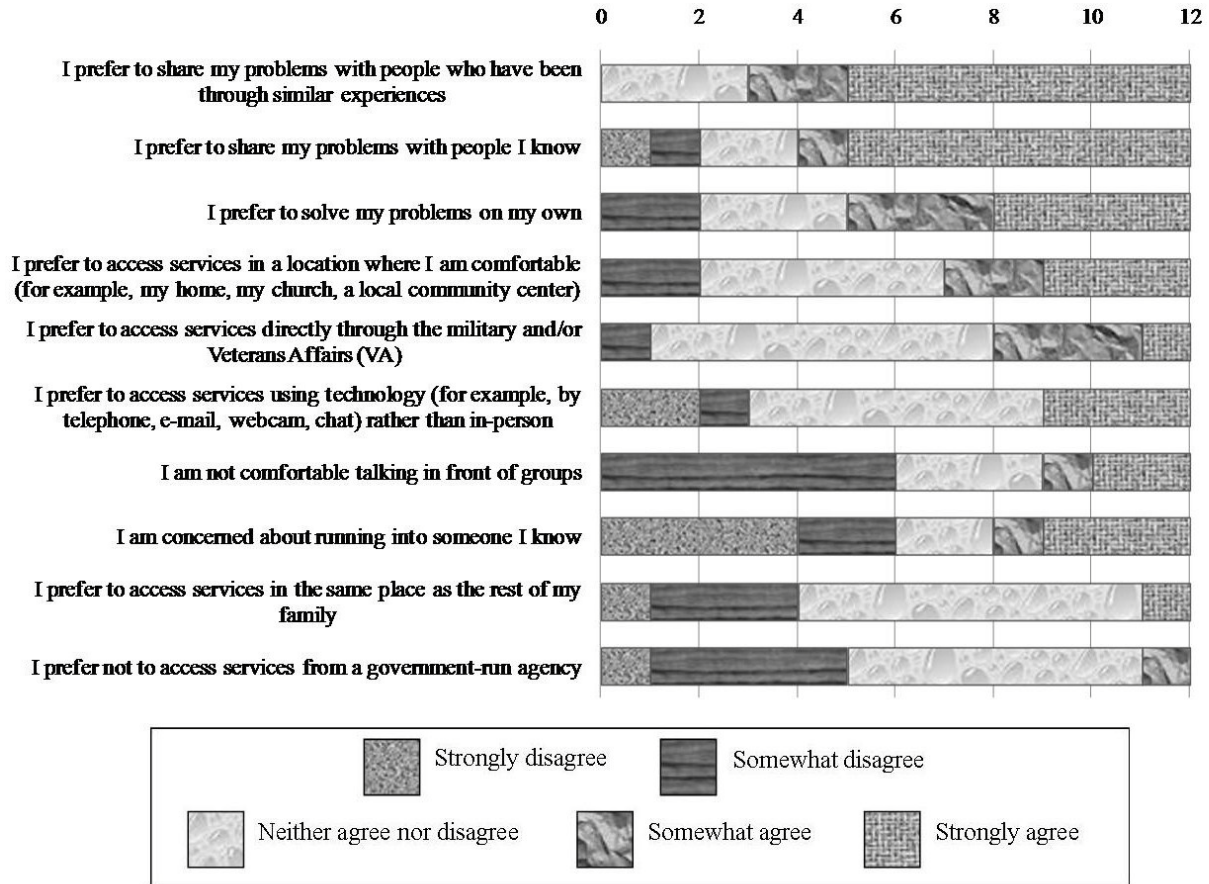 0 2 4 6 8 10 12
I prefer to share my problems with people who have been
through similar experiences
I prefer to share my problems with people I know
I prefer to solve my problems on my own
I prefer to access services in a location where I am comfortable
(for example, my home, my church, a local community center)
I prefer to access services directly through the military and/or
Veterans Affairs (VA)
I prefer to access services using technology (for example, by
telephone, e-mail, webcam, chat) rather than in-person
I am not comfortable talking in front of groups
I am concerned about running into someone I know
I prefer to access services in the same place as the rest of my
family
I prefer not to access services from a government-run agency
Strongly disagree Somewhat disagree
Neither agree nor disagree Somewhat agree Strongly agree